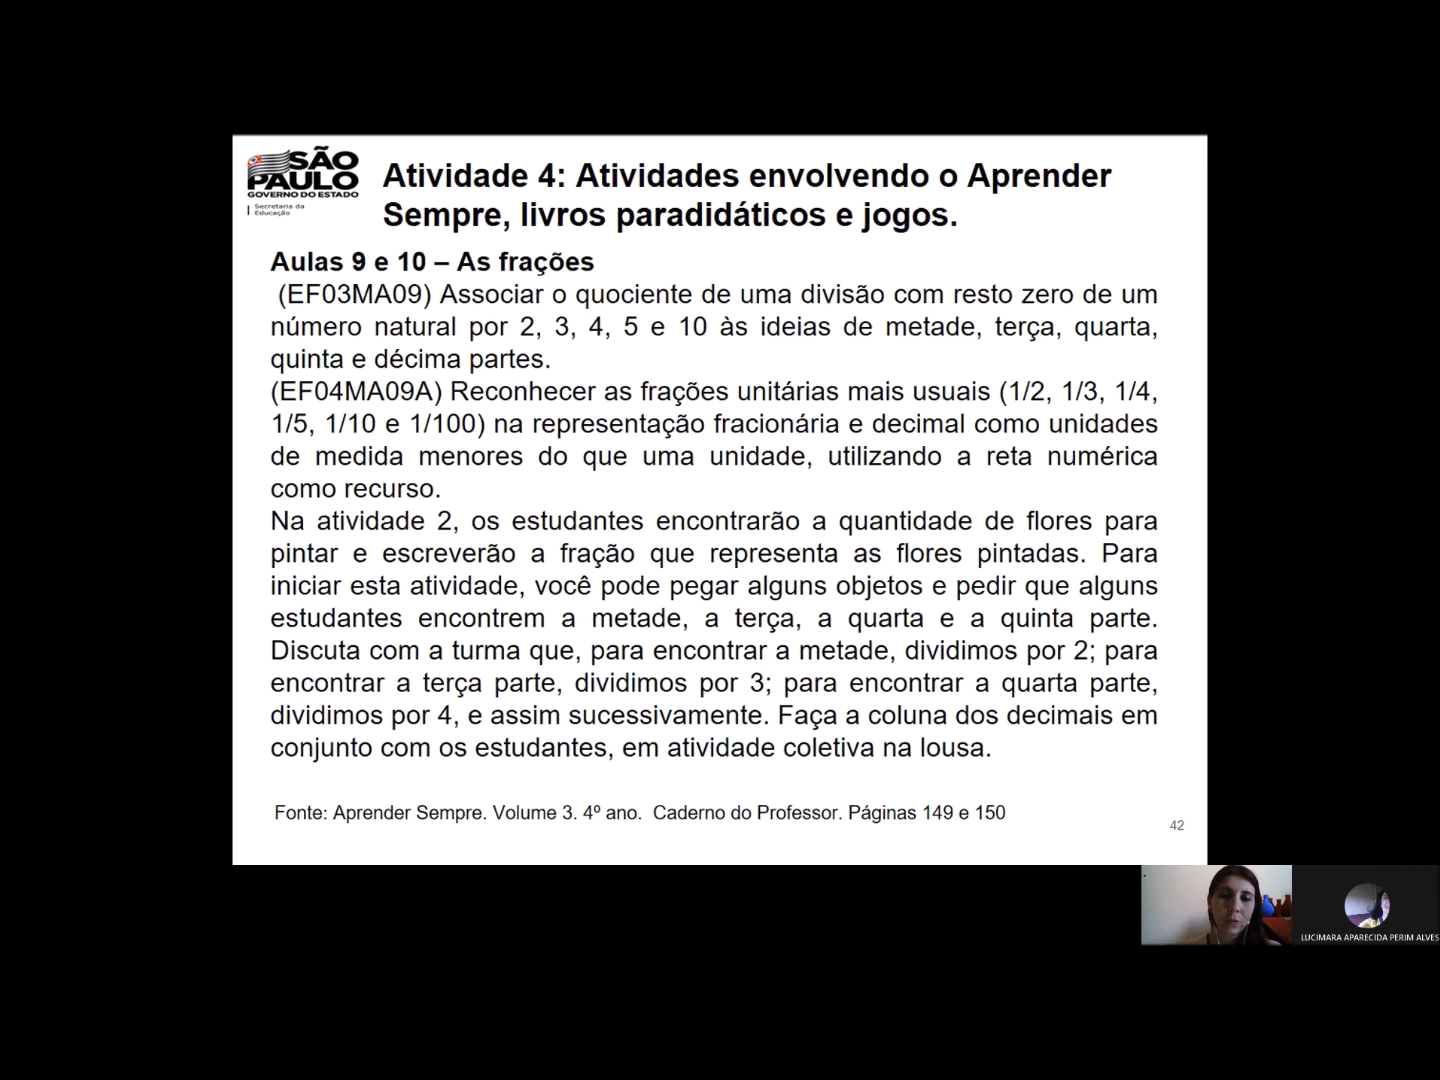 SÃO
PAULO
GOVERNO DO ESTADO
Secretaria da
Educação
Atividade 4: Atividades envolvendo o Aprender
Sempre, livros paradidáticos e jogos.
Aulas 9 e 10 – As frações
(EF03MA09) Associar o quociente de uma divisão com resto zero de um
número natural por 2, 3, 4, 5 e 10 às ideias de metade, terça, quarta,
quinta e décima partes.
(EF04MA09A) Reconhecer as frações unitárias mais usuais (1/2, 1/3, 1/4,
1/5, 1/10 e 1/100) na representação fracionária e decimal como unidades
de medida menores do que uma unidade, utilizando a reta numérica
como recurso.
Na atividade 2, os estudantes encontrarão a quantidade de flores para
pintar e escreverão a fração que representa as flores pintadas. Para
iniciar esta atividade, você pode pegar alguns objetos e pedir que alguns
estudantes encontrem a metade, a terça, a quarta e a quinta parte.
Discuta com a turma que, para encontrar a metade, dividimos por 2; para
encontrar a terça parte, dividimos por 3; para encontrar a quarta parte,
dividimos por 4, e assim sucessivamente. Faça a coluna dos decimais em
conjunto com os estudantes, em atividade coletiva na lousa.
Fonte: Aprender Sempre. Volume 3. 4º ano. Caderno do Professor. Páginas 149 e 150
42
LUCIMARA APARECIDA PERIM ALVES